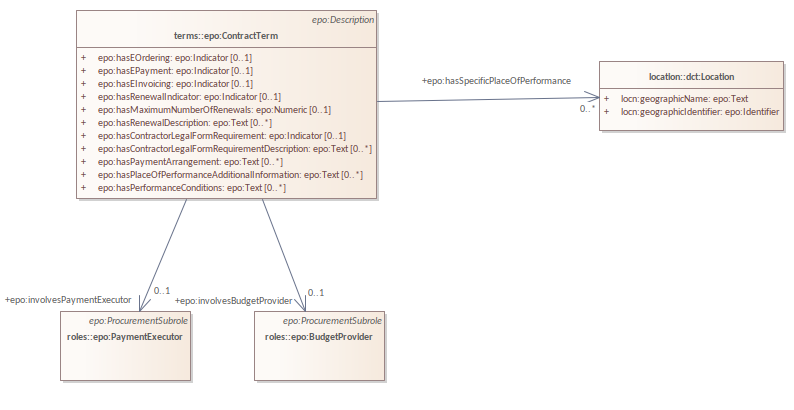 epo:Description
terms::epo:ContractTerm
+ epo:hasEOrdering: epo:Indicator [0..1]
+ epo:hasEPayment: epo:Indicator [0..1]
+ epo:hasEInvoicing: epo:Indicator [0..1]
+ epo:hasRenewalIndicator: epo:Indicator [0..1]
+ epo:hasMaximumNumberOfRenewals: epo:Numeric [0..1]
+ epo:hasRenewalDescription: epo:Text [0..*]
+ epo:hasContractorLegalFormRequirement: epo:Indicator [0..1]
+ epo:hasContractorLegalFormRequirementDescription: epo:Text [0..*]
+ epo:hasPaymentArrangement: epo:Text [0..*]
+ epo:hasPlaceOfPerformanceAdditionalInformation: epo:Text [0..*]
+ epo:hasPerformanceConditions: epo:Text [0..*]
+epo:hasSpecificPlaceOfPerformance
0..*
location::dct:Location
+ locn:geographicName: epo:Text
+ locn:geographicIdentifier: epo:Identifier
0..1
+epo:involvesPaymentExecutor
0..1
+epo:involvesBudgetProvider
epo:ProcurementSubrole
roles::epo:PaymentExecutor
epo:ProcurementSubrole
roles::epo:BudgetProvider